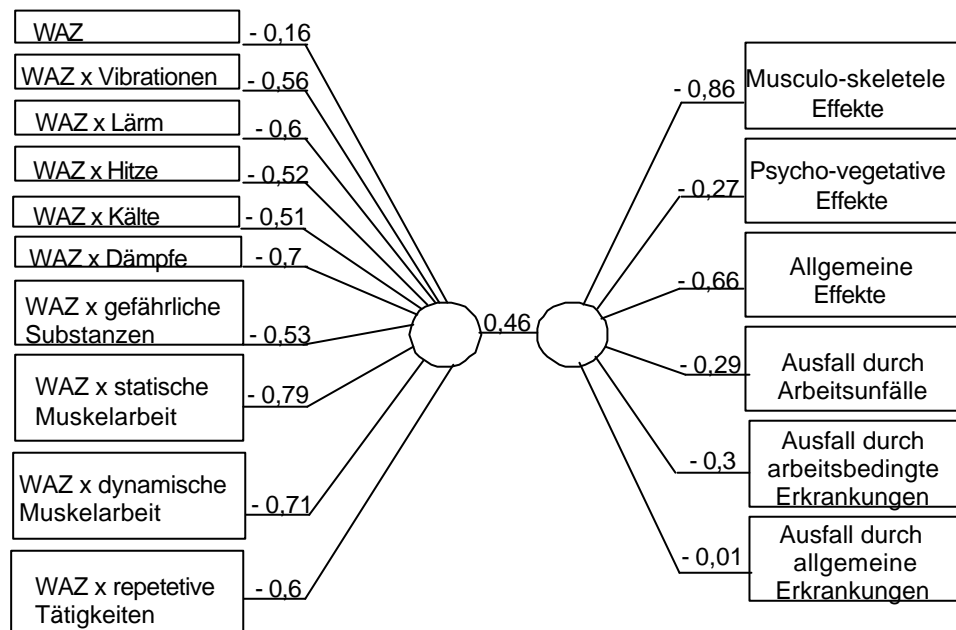 WAZ
- 0,16
WAZ x Vibrationen
- 0,56
WAZ x Lärm
- 0,6
WAZ x Hitze
- 0,52
WAZ x Kälte
- 0,51
WAZ x Dämpfe
- 0,7
WAZ x gefährliche
Substanzen
- 0,53
WAZ x statische
Muskelarbeit
- 0,79
WAZ x dynamische
Muskelarbeit
- 0,71
WAZ x repetetive
Tätigkeiten
- 0,6
0,46
- 0,86
Musculo-skeletele
Effekte
- 0,27
Psycho-vegetative
Effekte
- 0,66
Allgemeine
Effekte
- 0,29
Ausfall durch
Arbeitsunfälle
- 0,3
Ausfall durch
arbeitsbedingte
Erkrankungen
- 0,01
Ausfall durch
allgemeine
Erkrankungen